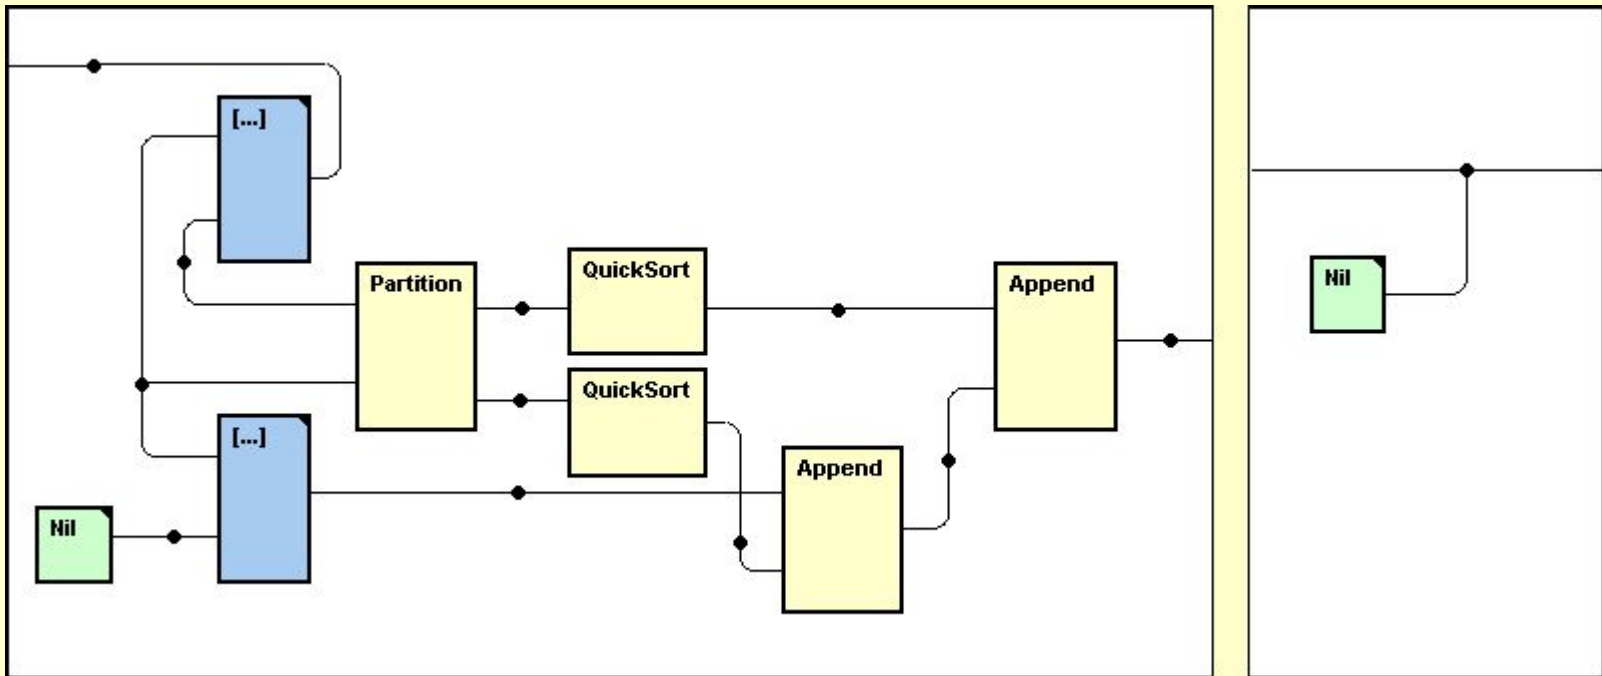 [...]
Partition
QuickSort
Append
Nil
QuickSort
[...]
Append
Nil